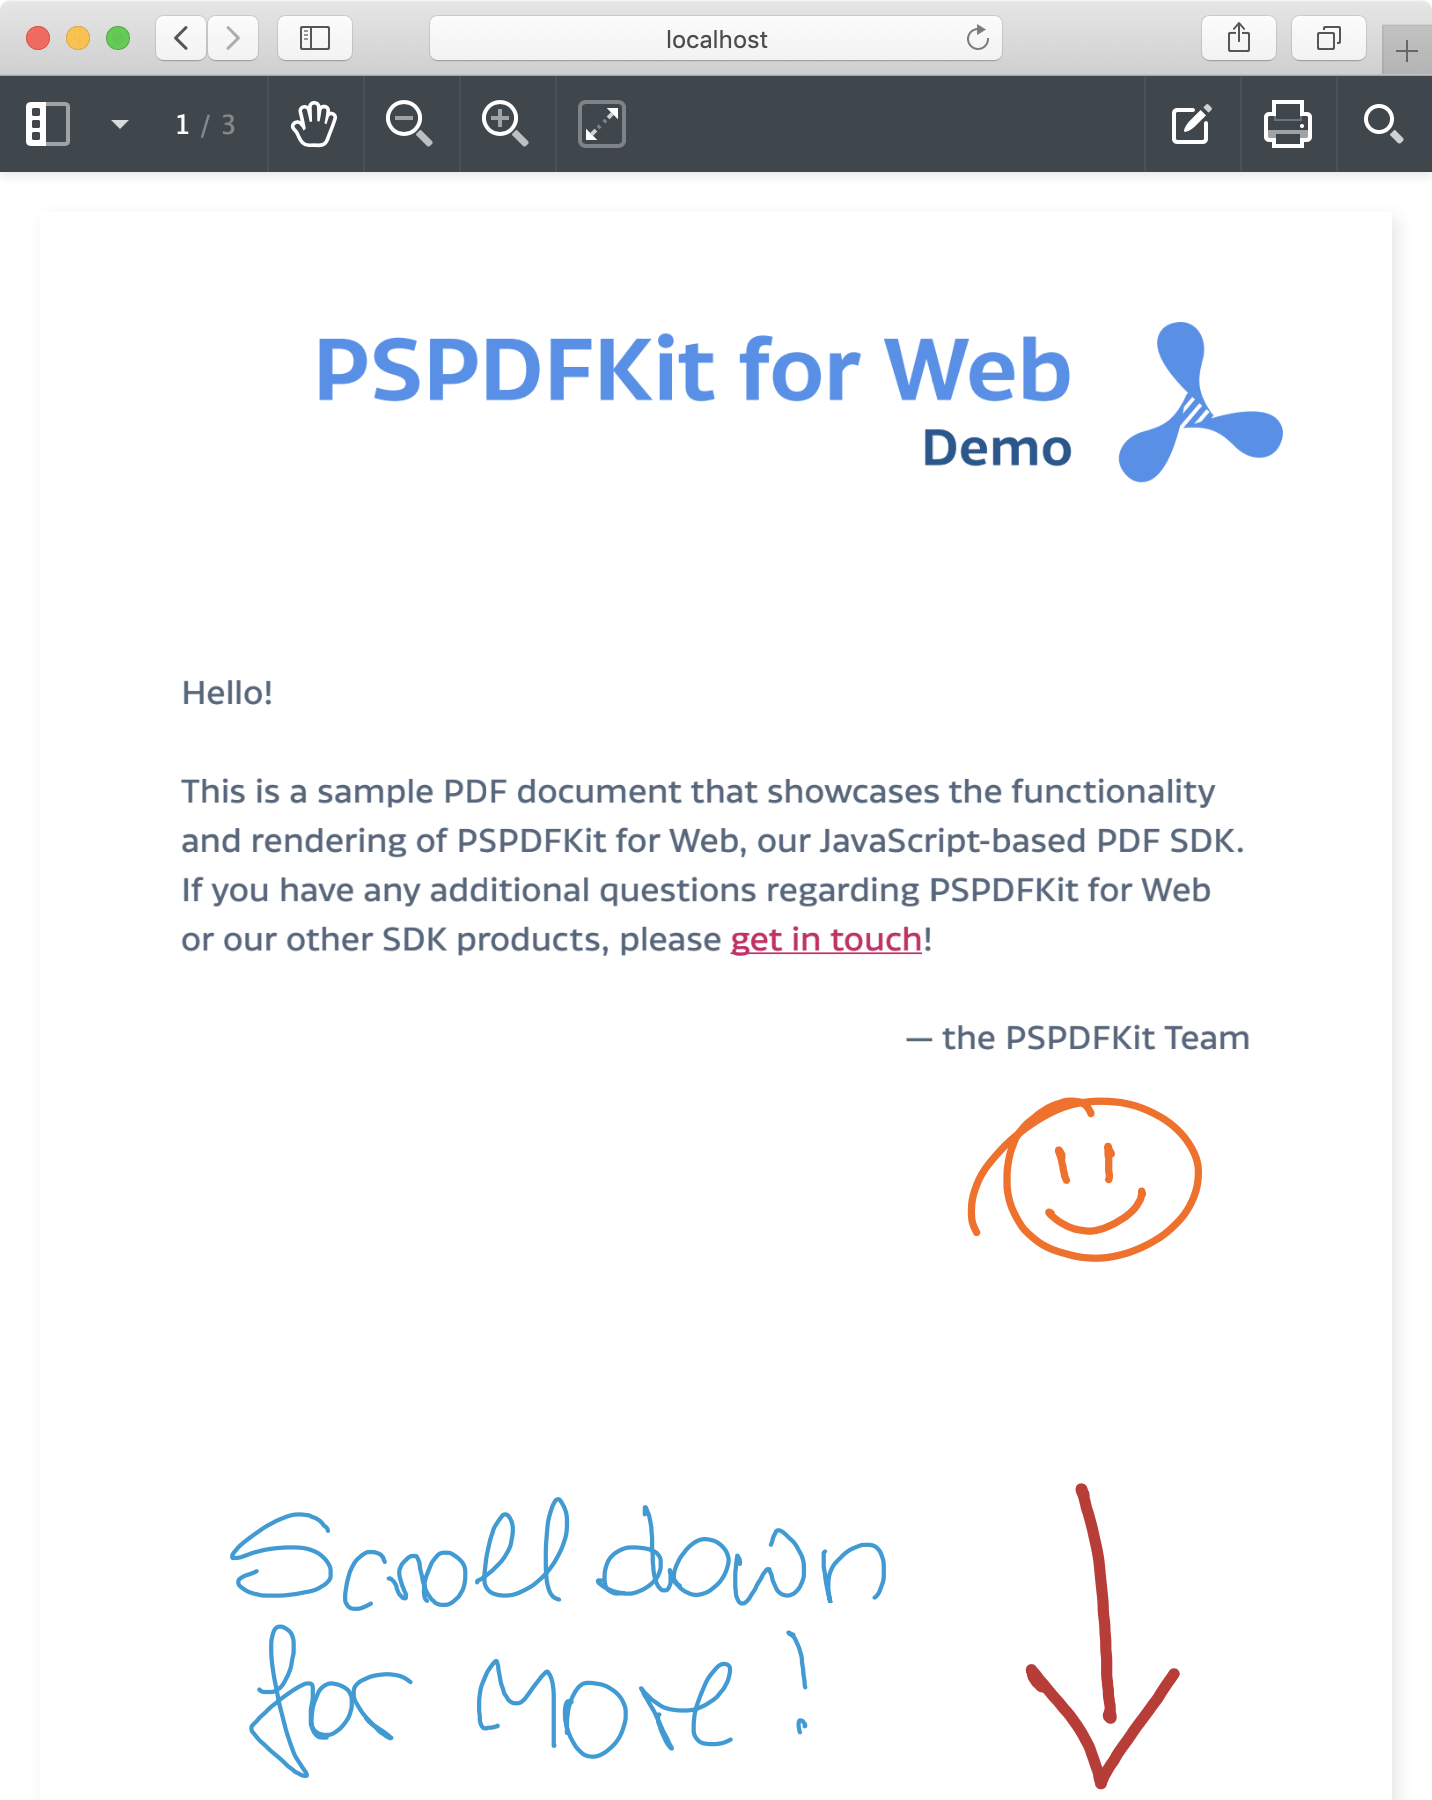 localhost
1 / 3
PSPDFKit for Web
Demo
Hello!
This is a sample PDF document that showcases the functionality
and rendering of PSPDFKit for Web, our JavaScript-based PDF SDK.
If you have any additional questions regarding PSPDFKit for Web
or our other SDK products, please get in touch!
— the PSPDFKit Team
Scroll down
for more!